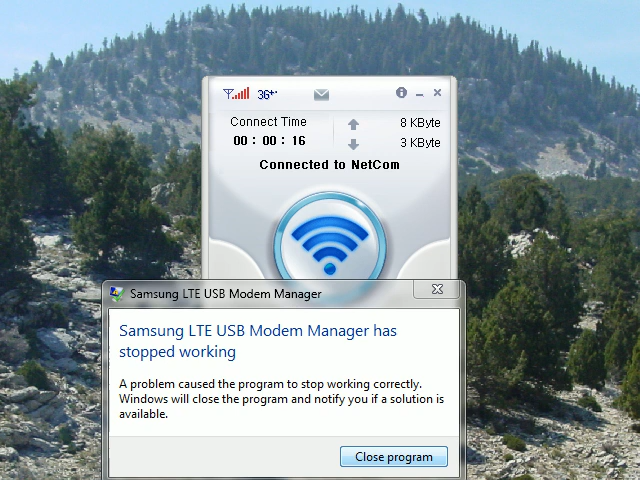 3G+
Connect Time
8 KByte
00 : 00 : 16
3 KByte
Connected to NetCom
Samsung LTE USB Modem Manager
Samsung LTE USB Modem Manager has
stopped working
A problem caused the program to stop working correctly.
Windows will close the program and notify you if a solution is
available.
Close program